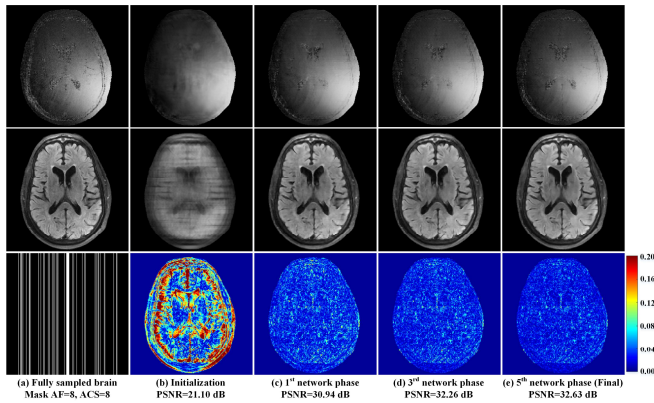 0.20
0.16
0.12
0.08
0.04
0.00
(a) Fully sampled brain
Mask AF=8, ACS=8
(b) Initialization
PSNR=21.10 dB
(c) 1st network phase
PSNR=30.94 dB
(d) 3rd network phase
PSNR=32.26 dB
(e) 5th network phase (Final)
PSNR=32.63 dB